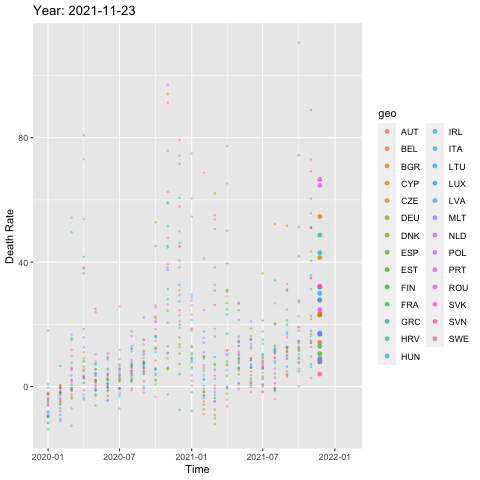 Year: 2021-11-23
Death Rate
80
40
0
2020-01
2020-07
2021-01
2021-07
2022-01
Time
geo
AUT
BEL
BGR
CYP
CZE
DEU
DNK
ESP
EST
FIN
FRA
GRC
HRV
HUN
IRL
ITA
LTU
LUX
LVA
MLT
NLD
POL
PRT
ROU
SVK
SVN
SWE